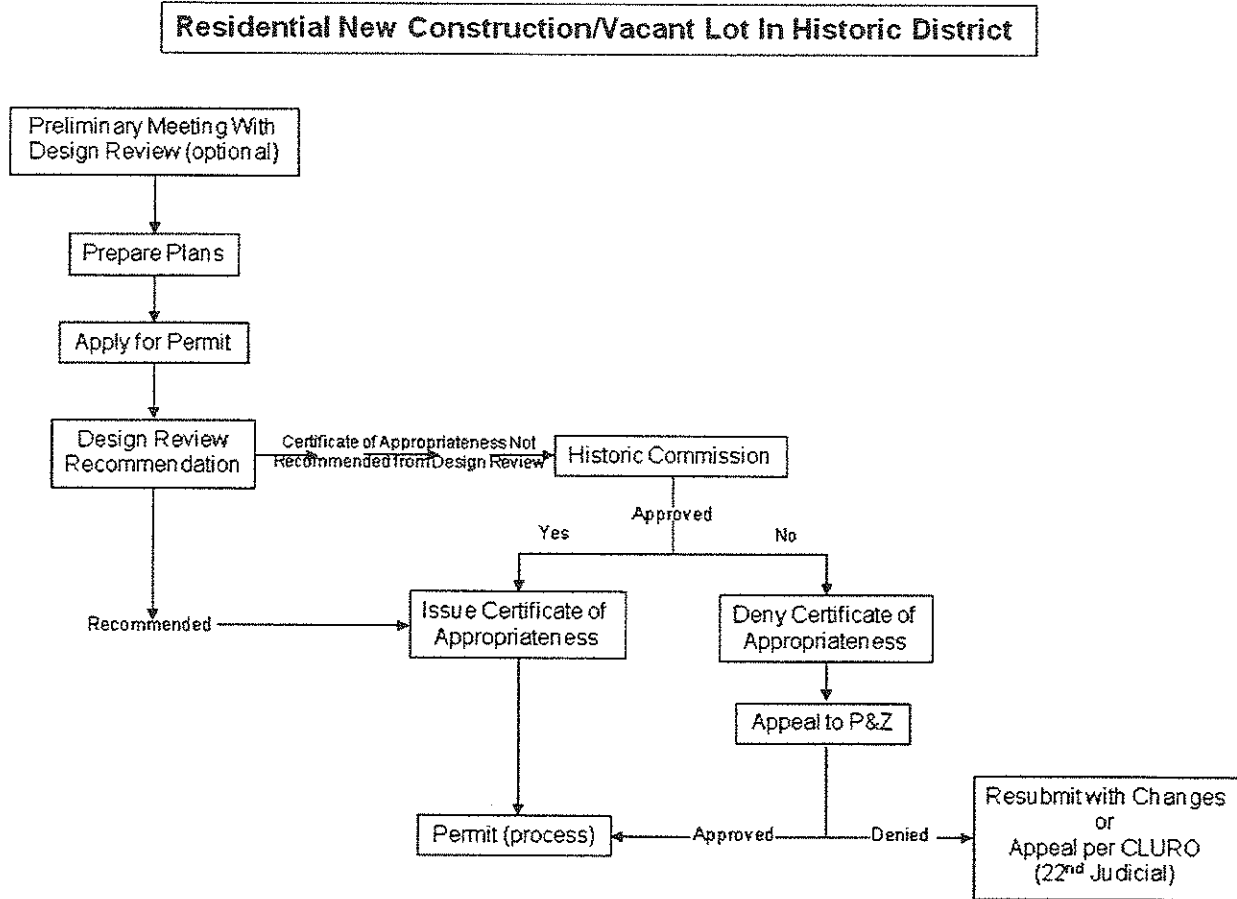 Residential New Construction/Vacant Lot In Historic District
Preliminary Meeting With
Design Review (optional)
Prepare Plans
Apply for Permit
Design Review
Recommendation
Certificate of Appropriateness Not
Recommended from Design Review
Historic Commission
Approved
Yes
No
Recommended
Issue Certificate of
Appropriateness
Deny Certificate of
Appropriateness
Appeal to P&Z
Permit (process)
Approved
Denied
Resubmit with Changes
or
Appeal per CLURO
(22nd Judicial)